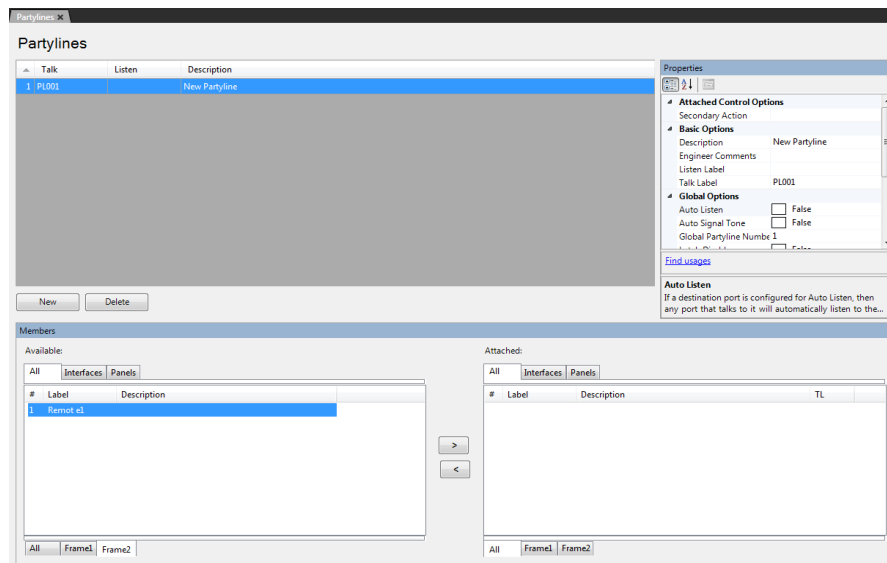 Partylines
Partylines
Talk Listen Description
1 PL001 New Partyline
New Delete
Properties
Attached Control Options
Secondary Action
Basic Options
Description New Partyline
Engineer Comments
Listen Label
Talk Label PL001
Global Options
Auto Listen False
Auto Signal Tone False
Global Partyline Numbe 1
False
Find usages
Auto Listen
If a destination port is configured for Auto Listen, then
any port that talks to it will automatically listen to the...
Members
Available:
All Interfaces Panels
# Label Description
1 Remot e1
All Frame1 Frame2
>
<
Attached:
All Interfaces Panels
# Label Description TL
All Frame1 Frame2